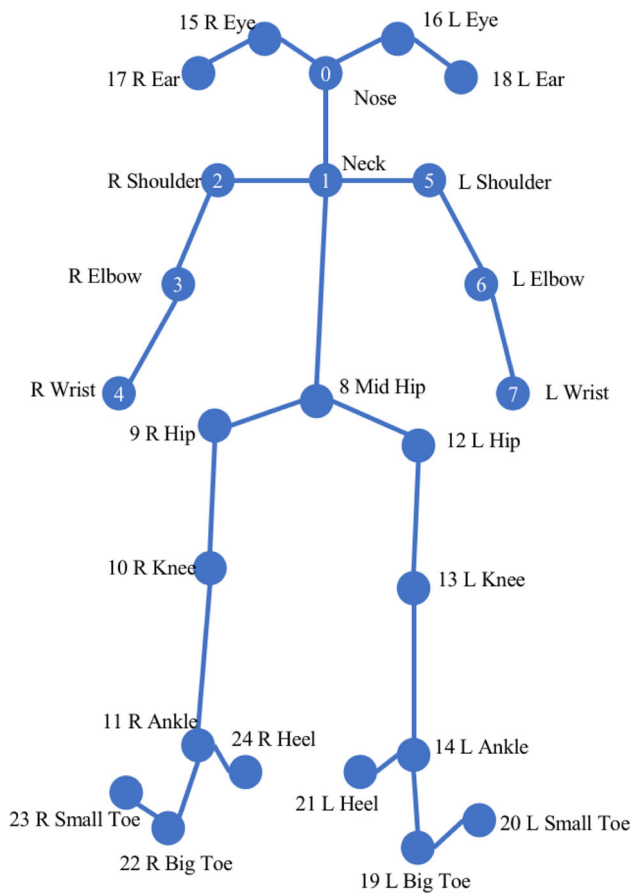 15 R Eye
16 L Eye
17 R Ear
0
18 L Ear
Nose
Neck
R Shoulder
2
1
5
L Shoulder
R Elbow
3
6
L Elbow
R Wrist
4
8 Mid Hip
7
L Wrist
9 R Hip
12 L Hip
10 R Knee
13 L Knee
11 R Ankle
24 R Heel
14 L Ankle
21 L Heel
23 R Small Toe
20 L Small Toe
22 R Big Toe
19 L Big Toe